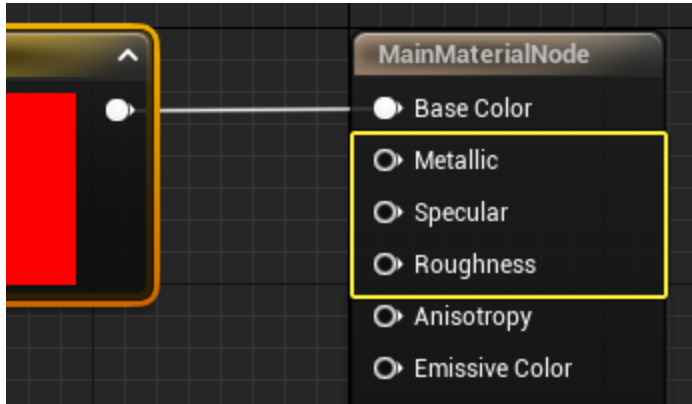 MainMaterialNode
Base Color
Metallic
Specular
Roughness
Anisotropy
Emissive Color